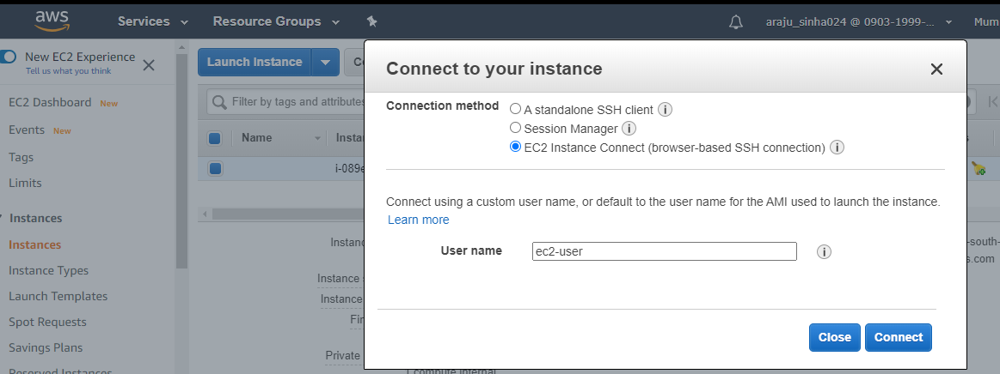 aws
Services
Resource Groups
araju_sinha024 @ 0903-1999-...
Mum
New EC2 Experience
Tell us what you think
EC2 Dashboard New
Events New
Tags
Limits
Instances
Instances
Instance Types
Launch Templates
Spot Requests
Savings Plans
Reserved Instances
Launch Instance
Filter by tags and attributes
Name
Instan
i-089e
Instanc
Instance
Instance
Private
Connect to your instance
Connection method
A standalone SSH client
Session Manager
EC2 Instance Connect (browser-based SSH connection)
Connect using a custom user name, or default to the user name for the AMI used to launch the instance.
Learn more
User name
ec2-user
Close
Connect
-south-
s.com